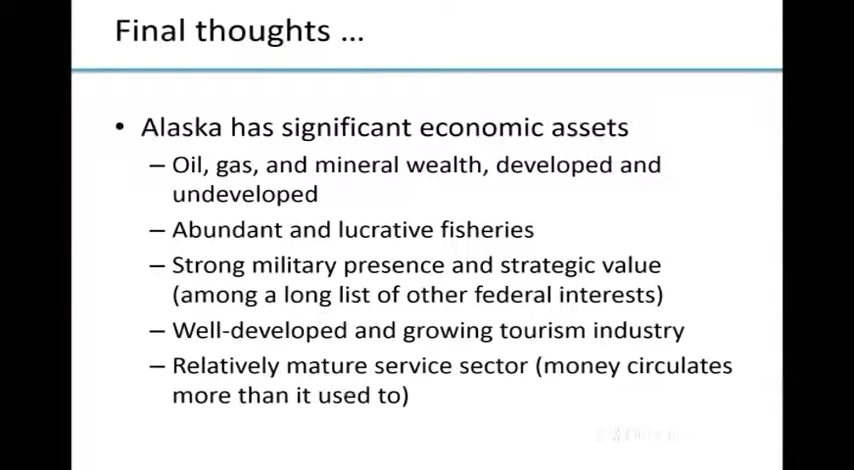 Final thoughts ...
• Alaska has significant economic assets
– Oil, gas, and mineral wealth, developed and
undeveloped
– Abundant and lucrative fisheries
– Strong military presence and strategic value
(among a long list of other federal interests)
– Well-developed and growing tourism industry
– Relatively mature service sector (money circulates
more than it used to)